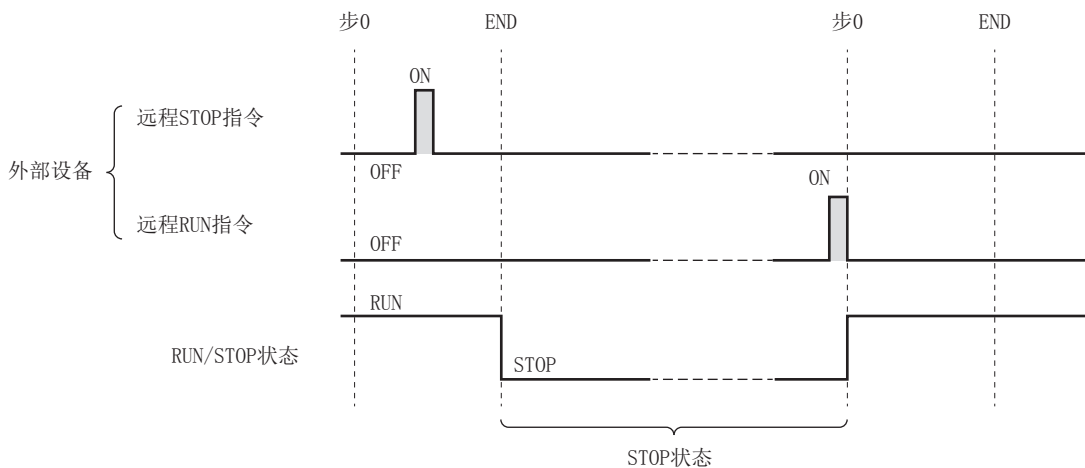 步0
END
步0
END
ON
远程STOP指令
OFF
外部设备
ON
远程RUN指令
OFF
RUN
RUN/STOP状态
STOP
STOP状态